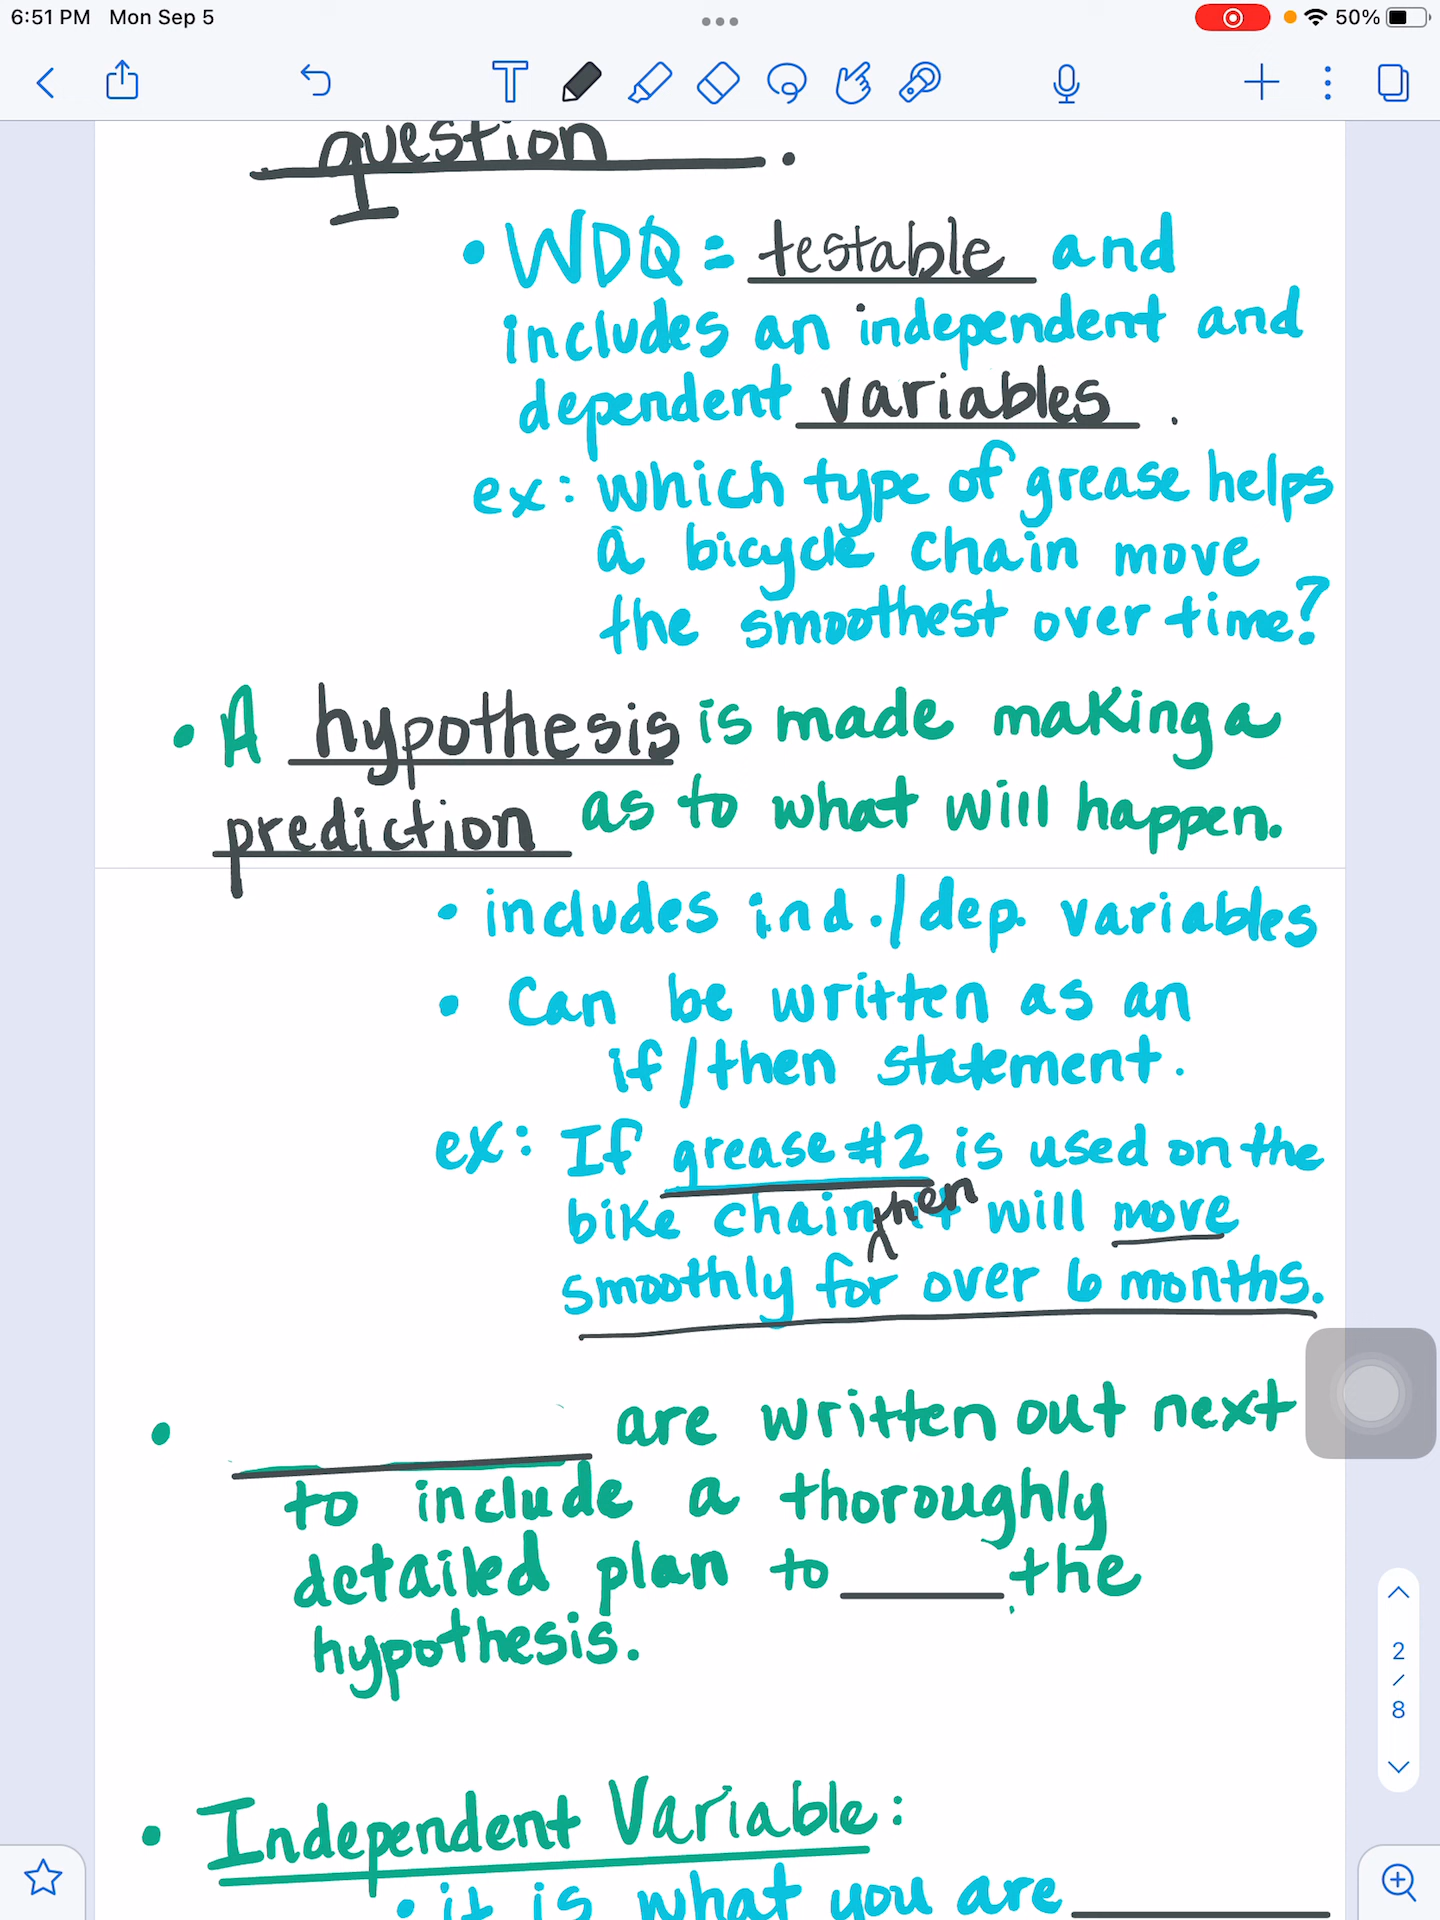 6:51 PM Mon Sep 5
50%
question.
• WDQ = testable and
includes an independent and
dependent variables.
ex: which type of grease helps
a bicycle chain move
the smoothest over time?
• A hypothesis is made making a
prediction as to what will happen.
• includes ind./dep. variables
• Can be written as an
if/then statement.
ex: If grease #2 is used on the
bike chain then it will move
smoothly for over 6 months.
• ________ are written out next
to include a thoroughly
detailed plan to ____ the
hypothesis.
2
/
8
• Independent Variable:
• it is what you are ______